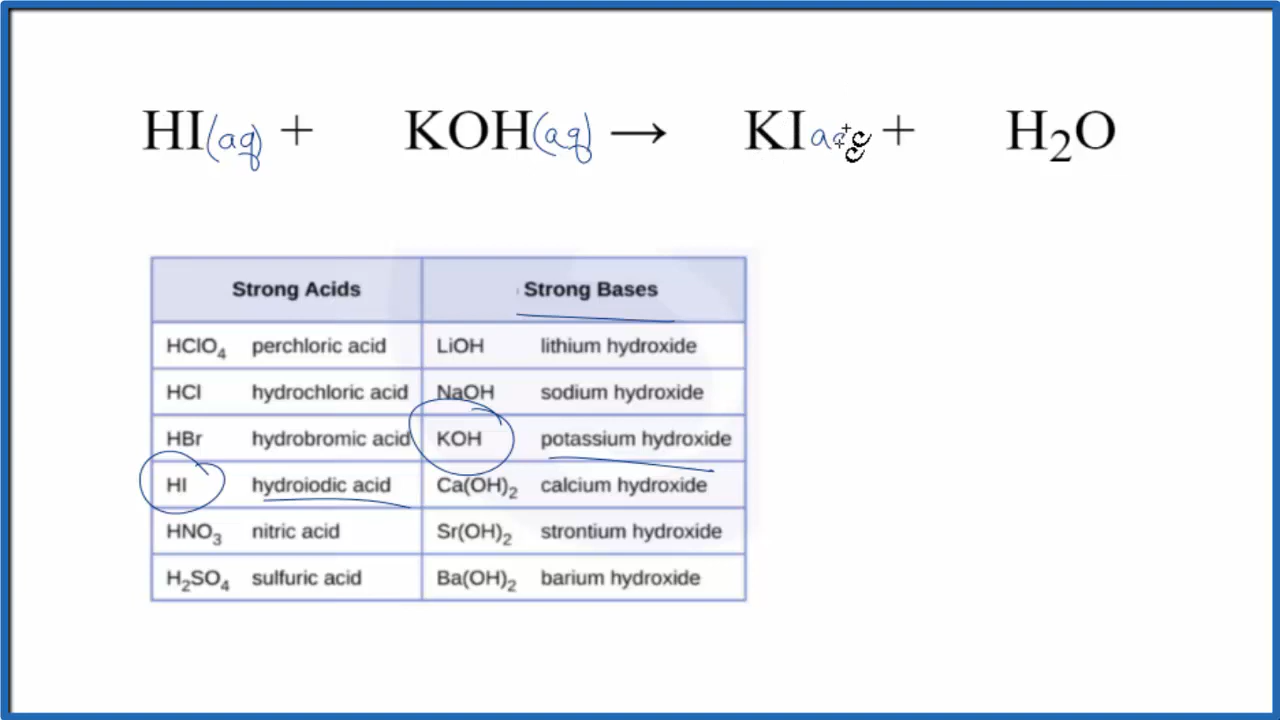 HI(aq) + KOH(aq) → KI + H₂O
Strong Acids Strong Bases
HClO₄ perchloric acid LiOH lithium hydroxide
HCl hydrochloric acid NaOH sodium hydroxide
HBr hydrobromic acid KOH potassium hydroxide
HI hydroiodic acid Ca(OH)₂ calcium hydroxide
HNO₃ nitric acid Sr(OH)₂ strontium hydroxide
H₂SO₄ sulfuric acid Ba(OH)₂ barium hydroxide